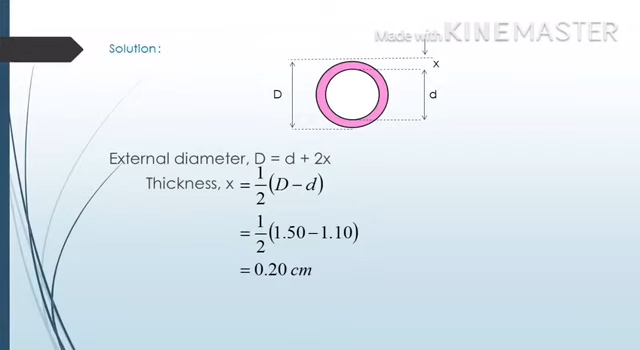 Made with KINEMASTER
Solution:
x
D
d
External diameter, D = d + 2x
Thickness, x = 1/2 (D − d)
= 1/2 (1.50 − 1.10)
= 0.20 cm